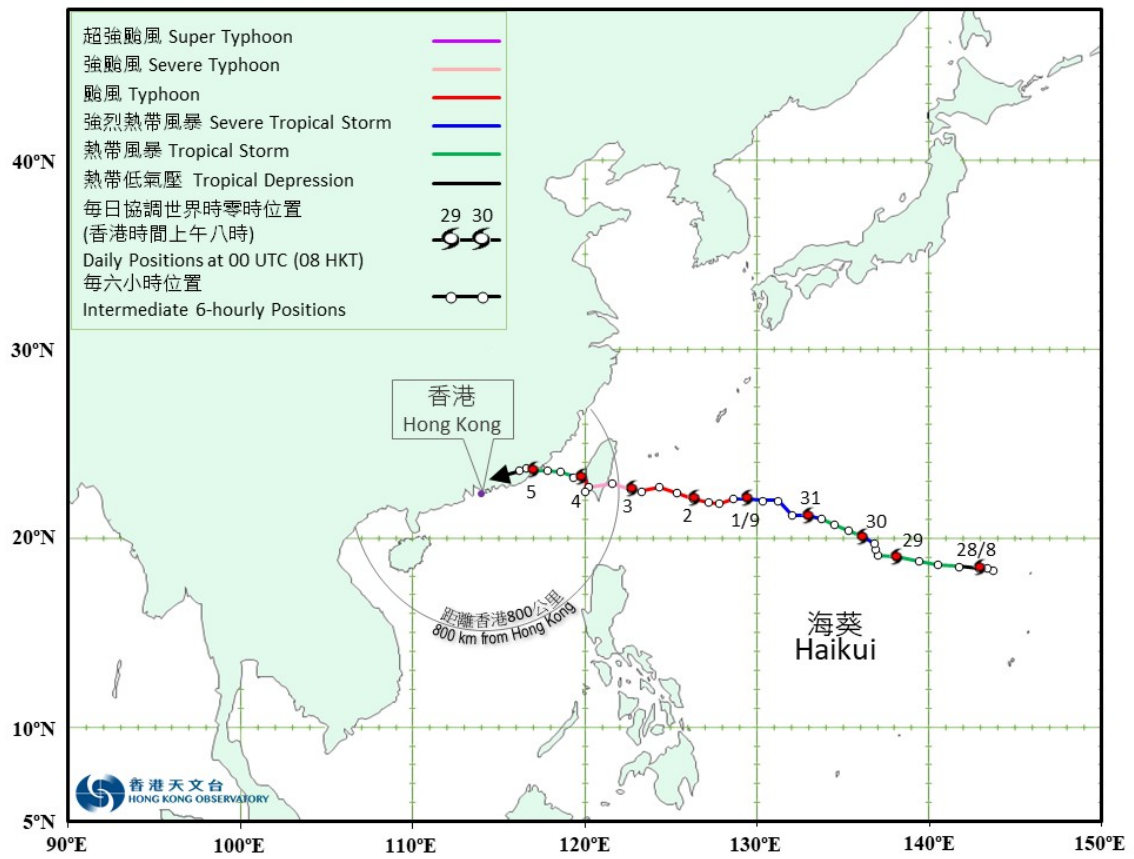 超強颱風 Super Typhoon
強颱風 Severe Typhoon
颱風 Typhoon
強烈熱帶風暴 Severe Tropical Storm
熱帶風暴 Tropical Storm
熱帶低氣壓 Tropical Depression
每日協調世界時零時位置
(香港時間上午八時)
29 30
Daily Positions at 00 UTC (08 HKT)
每六小時位置
Intermediate 6-hourly Positions
40°N
30°N
20°N
10°N
5°N
香港
Hong Kong
5
4
3
2
1/9
31
30
29
28/8
距離香港800公里
800 km from Hong Kong
海葵
Haikui
香港天文台
HONG KONG OBSERVATORY
90°E
100°E
110°E
120°E
130°E
140°E
150°E